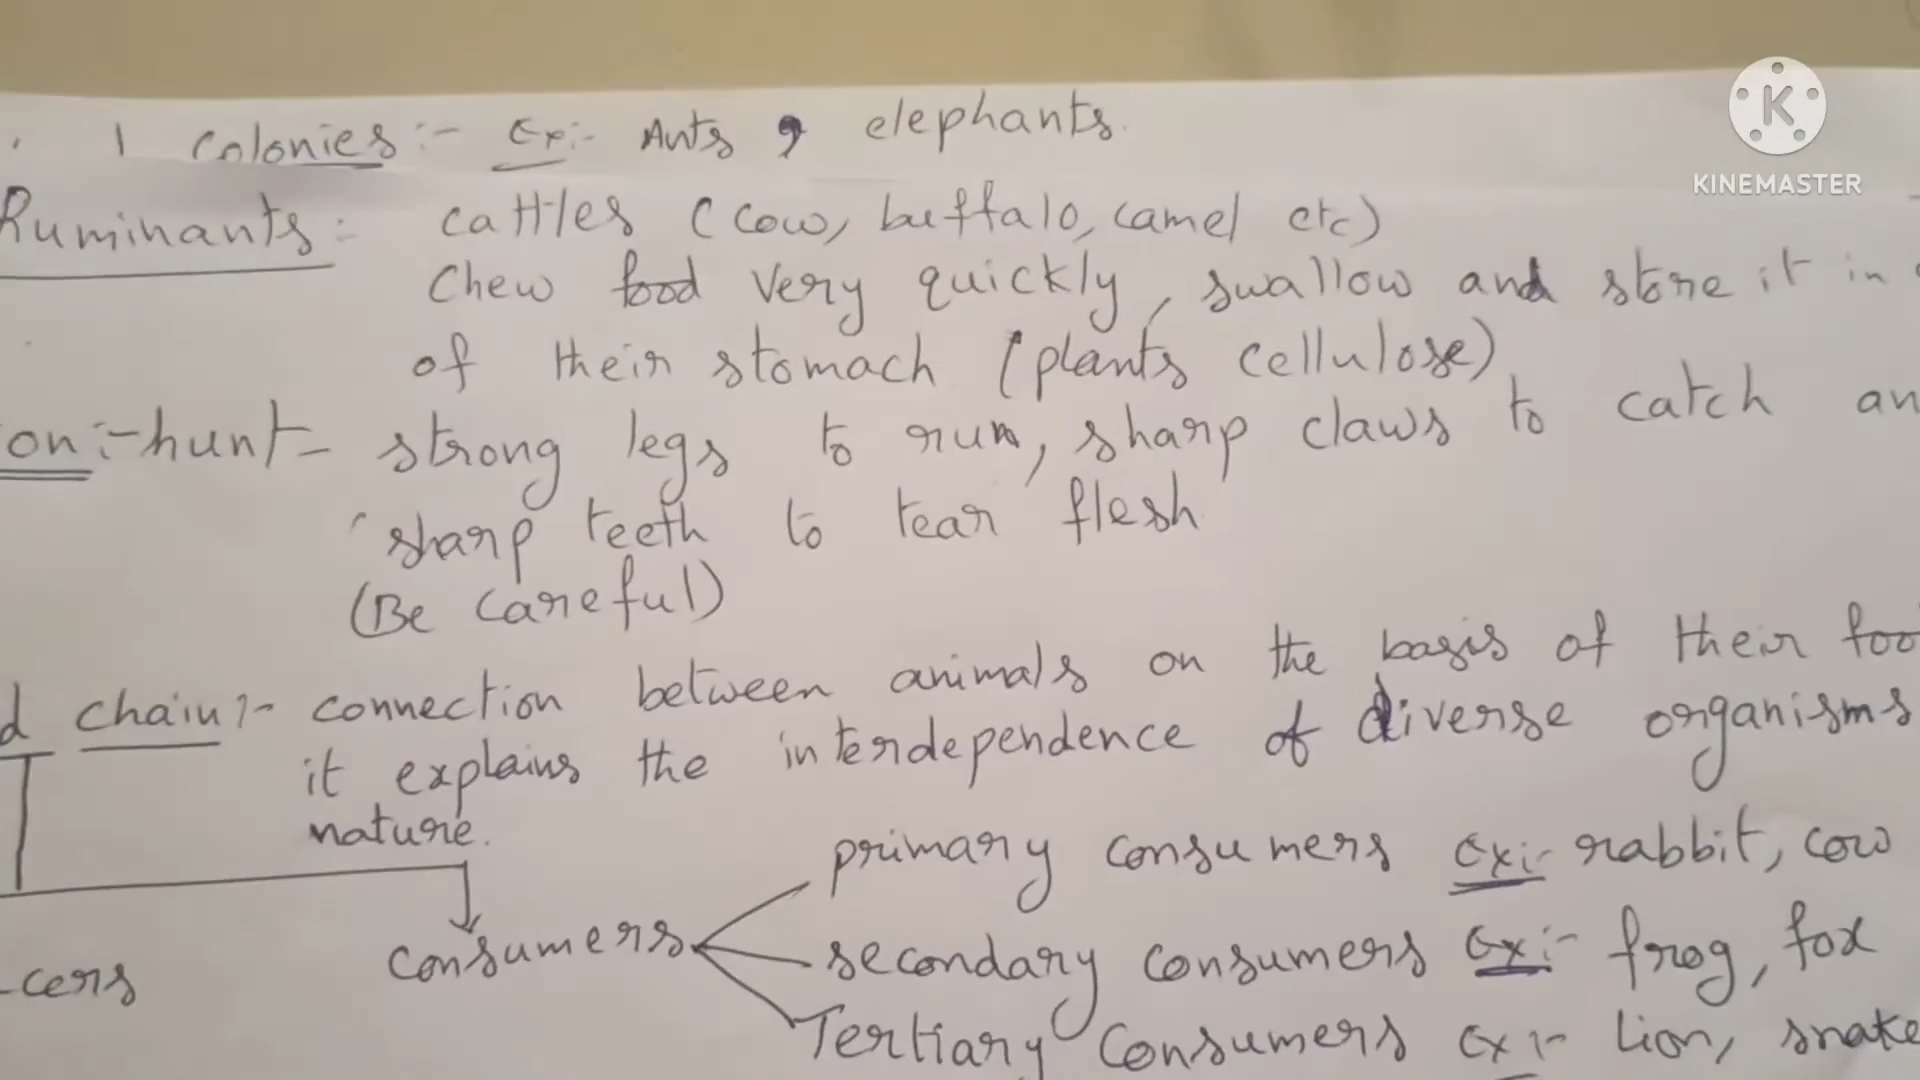 colonies :- Ex:- Ants , elephants.
KINEMASTER
Ruminants: cattles (cow, buffalo, camel etc)
Chew food very quickly, swallow and store it in
of their stomach (plants cellulose)
on :- hunt - strong legs to run, sharp claws to catch an
sharp teeth to tear flesh
(Be careful)
d chain :- connection between animals on the basis of their foo
it explains the interdependence of diverse organisms
nature.
primary consumers Ex:- rabbit, cow
cers consumers secondary consumers Ex:- frog, fox
Tertiary consumers Ex:- Lion, snake